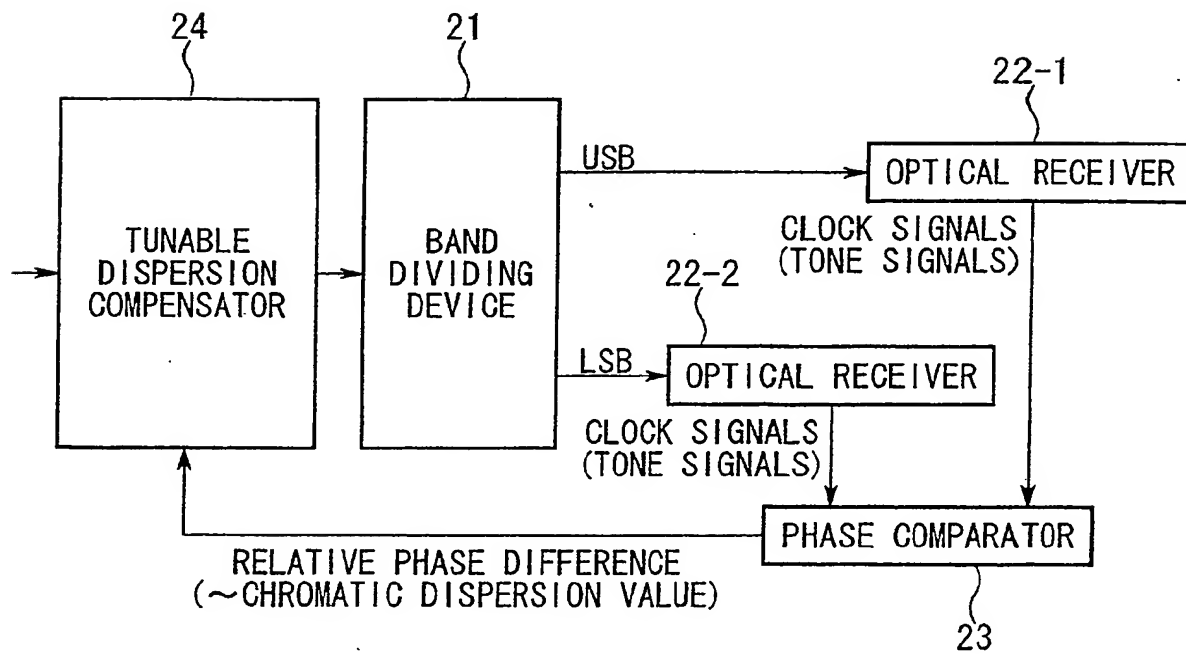 24
21
22-1
USB
OPTICAL RECEIVER
TUNABLE
DISPERSION
COMPENSATOR
BAND
DIVIDING
DEVICE
CLOCK SIGNALS
(TONE SIGNALS)
22-2
LSB
OPTICAL RECEIVER
CLOCK SIGNALS
(TONE SIGNALS)
PHASE COMPARATOR
RELATIVE PHASE DIFFERENCE
(~CHROMATIC DISPERSION VALUE)
23